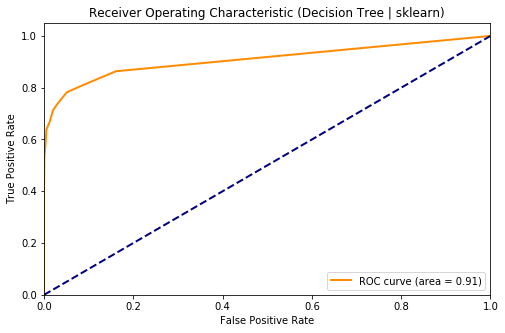 Receiver Operating Characteristic (Decision Tree | sklearn)
1.0
0.8
0.6
0.4
0.2
0.0
True Positive Rate
ROC curve (area = 0.91)
0.0 0.2 0.4 0.6 0.8 1.0
False Positive Rate